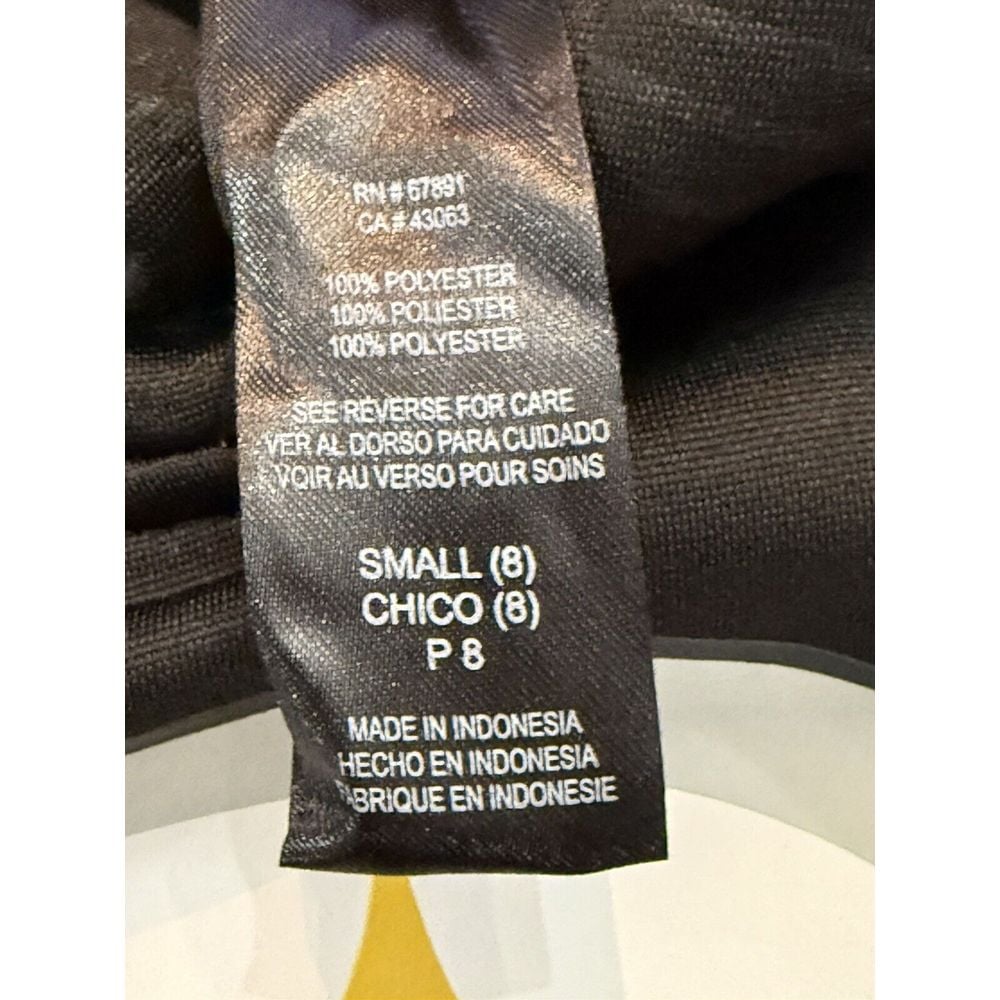 RN # 67891
CA # 43063
100% POLYESTER
100% POLIESTER
100% POLYESTER
SEE REVERSE FOR CARE
VER AL DORSO PARA CUIDADO
VOIR AU VERSO POUR SOINS
SMALL (8)
CHICO (8)
P 8
MADE IN INDONESIA
HECHO EN INDONESIA
FABRIQUE EN INDONESIE